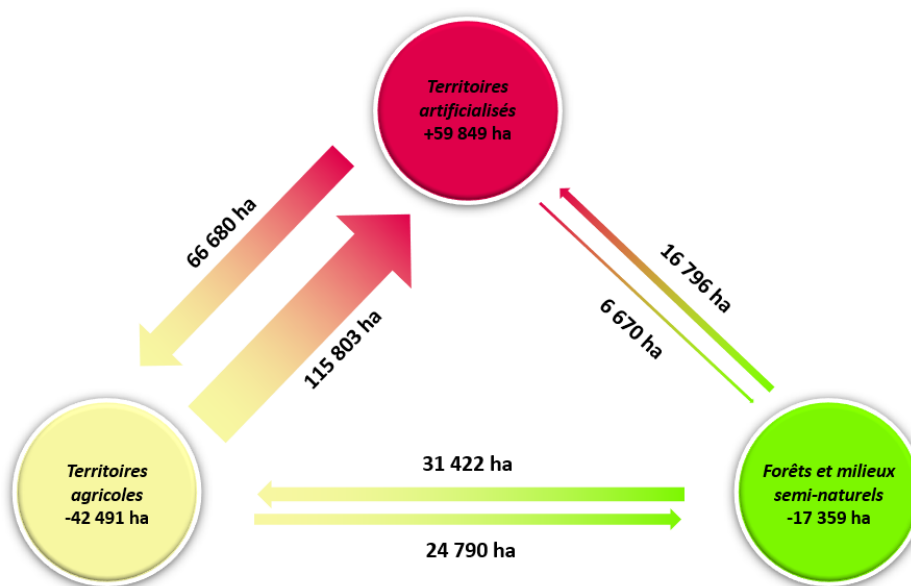 Territoires
artificialisés
+59 849 ha
66 680 ha
115 803 ha
16 796 ha
6 670 ha
Territoires
agricoles
-42 491 ha
31 422 ha
24 790 ha
Forêts et milieux
semi-naturels
-17 359 ha